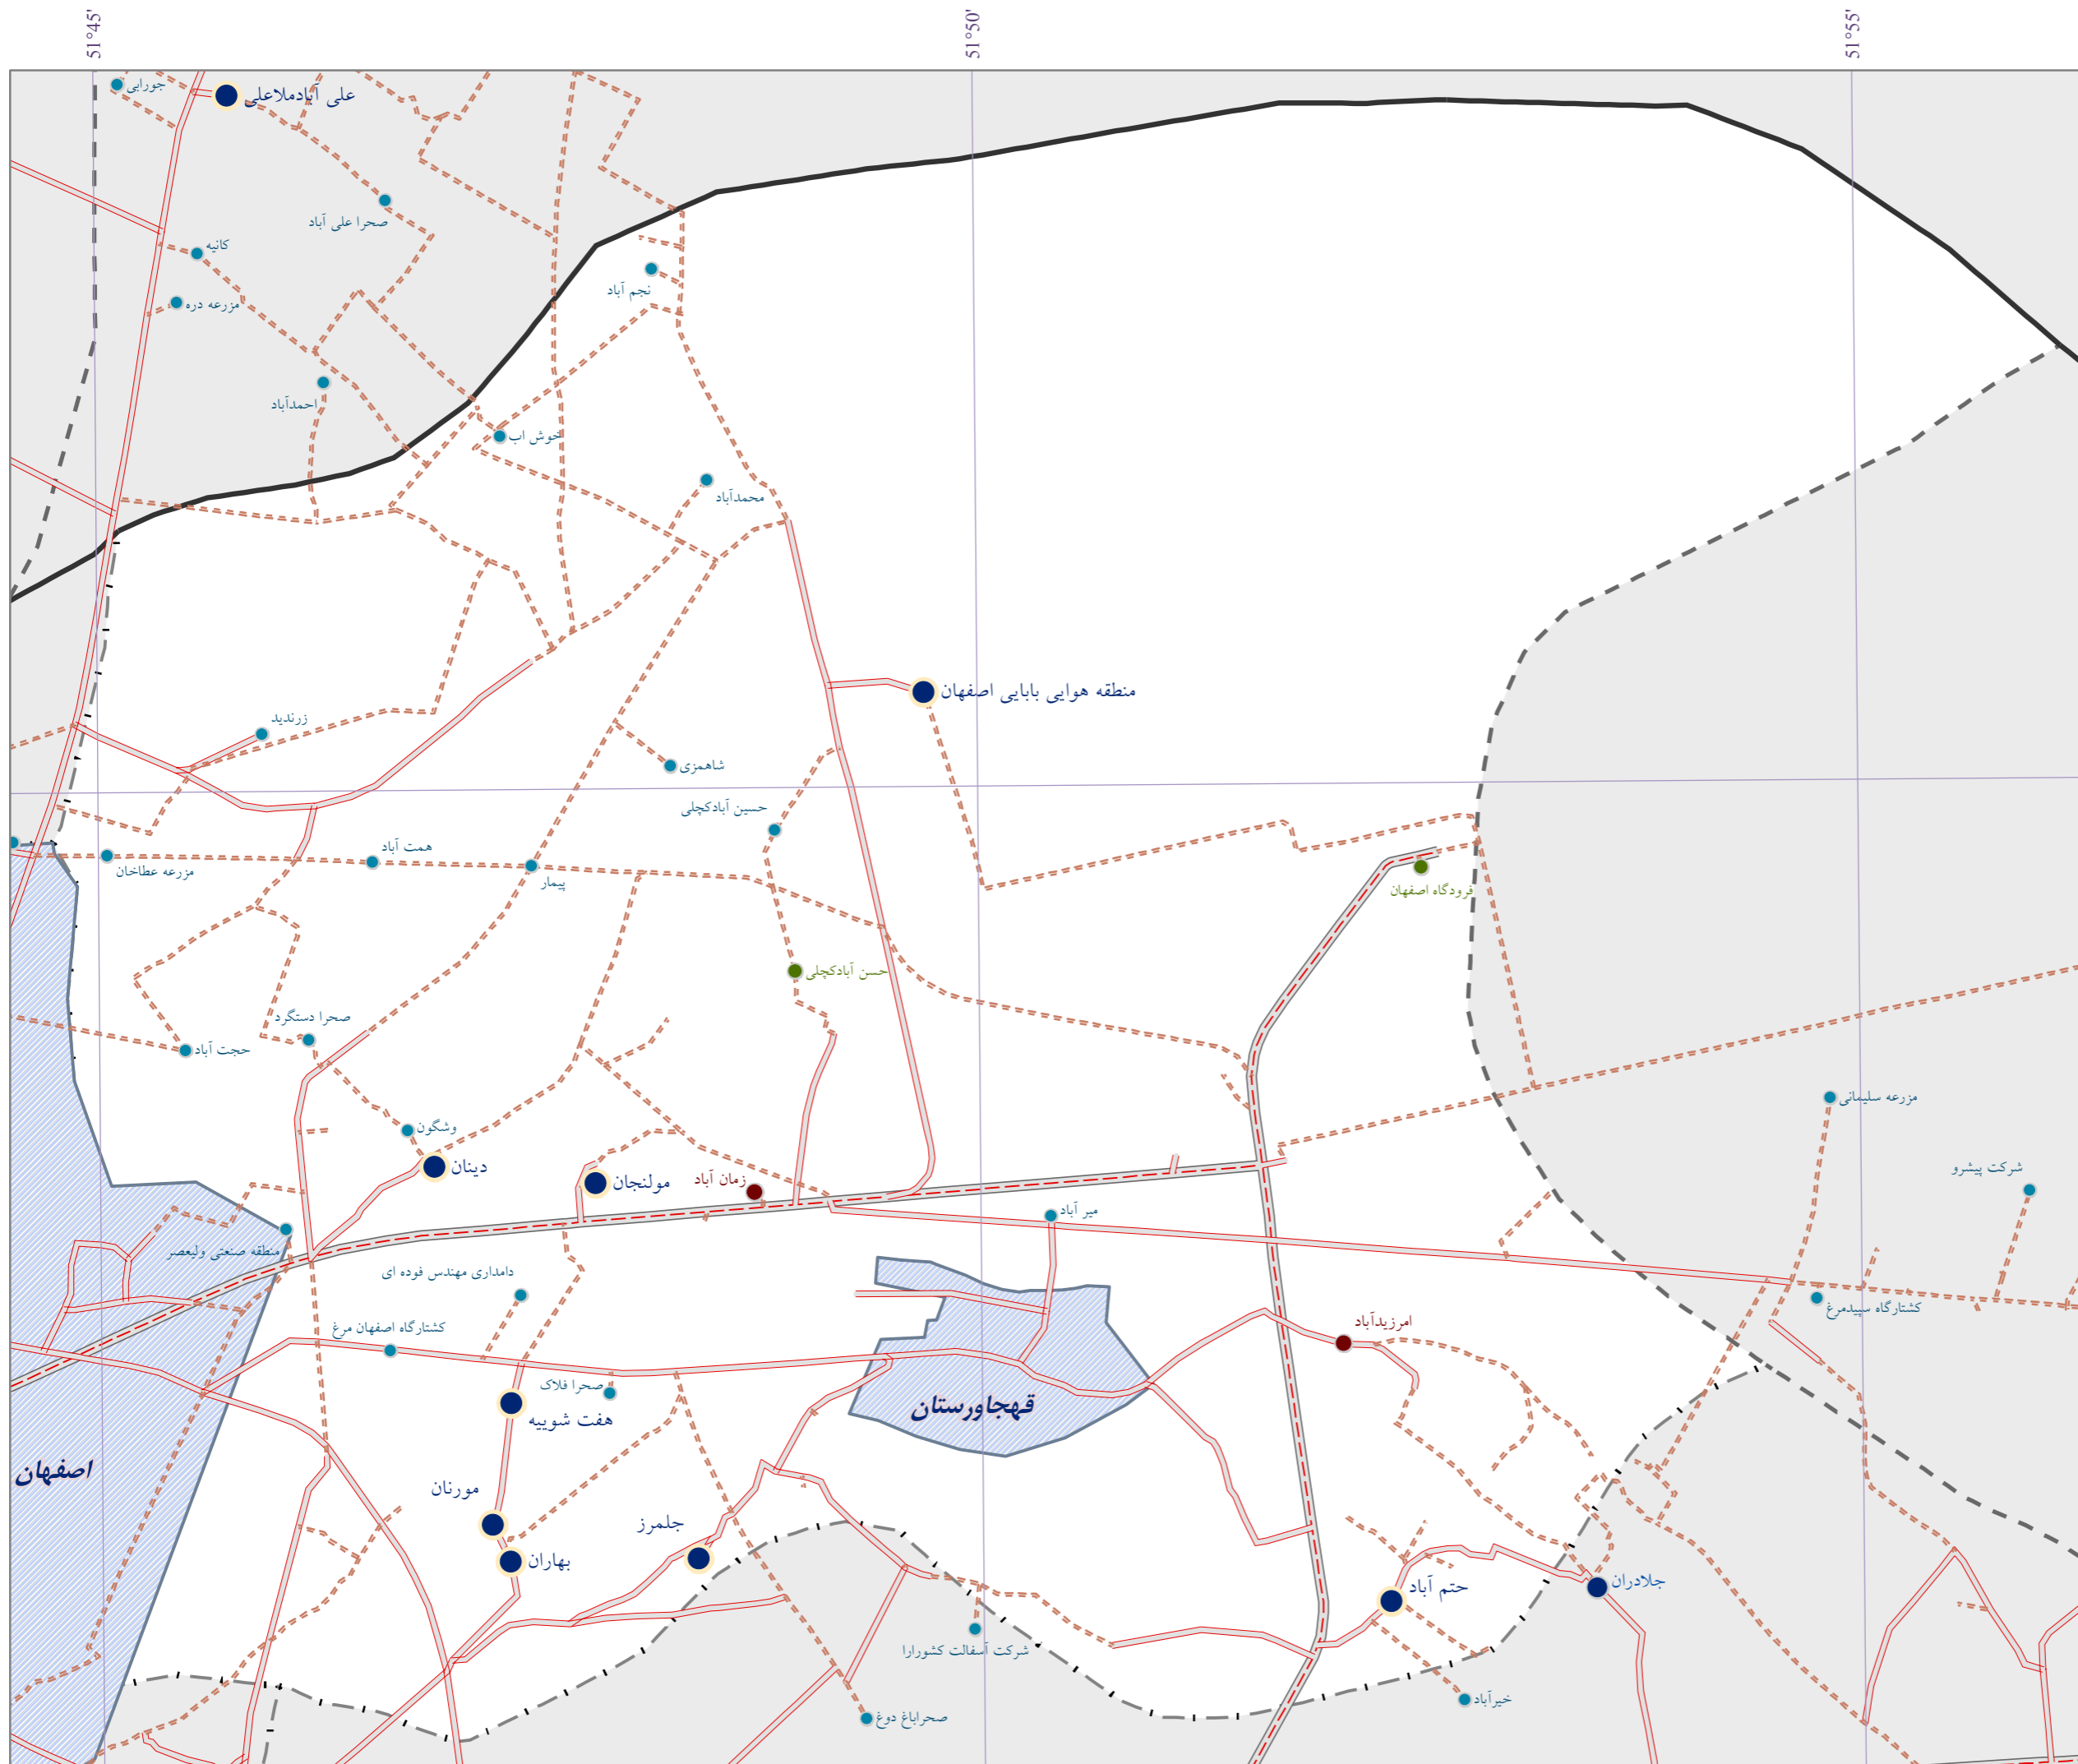 51°45'
51°50'
51°55'
جورابی
علی آبادملاعلی
صحرا علی آباد
کانیه
مزرعه دره
نجم آباد
احمدآباد
خوش اب
محمدآباد
منطقه هوایی بابایی اصفهان
زرندید
شاهمزی
حسین آبادکچلی
همت آباد
مزرعه عطاخان
پیمار
فرودگاه اصفهان
حسن آبادکچلی
صحرا دستگرد
حجت آباد
مزرعه سلیمانی
وشگون
دینان
شرکت پیشرو
زمان آباد
مولنجان
میر آباد
منطقه صنعتی ولیعصر
دامداری مهندس فوده ای
کشتارگاه سپیدمرغ
امرزیدآباد
کشتارگاه اصفهان مرغ
صحرا فلاک
قهجاورستان
هفت شوییه
اصفهان
مورنان
جلمرز
بهاران
جلادران
حتم آباد
شرکت آسفالت کشورارا
خیرآباد
صحراباغ دوغ